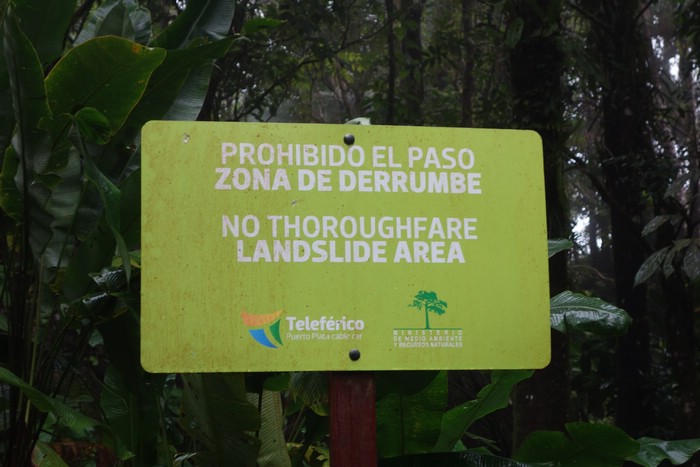 PROHIBIDO EL PASO
ZONA DE DERRUMBE
NO THOROUGHFARE
LANDSLIDE AREA
Teleférico
Puerto Plata cable car
MINISTERIO
DE MEDIO AMBIENTE
Y RECURSOS NATURALES